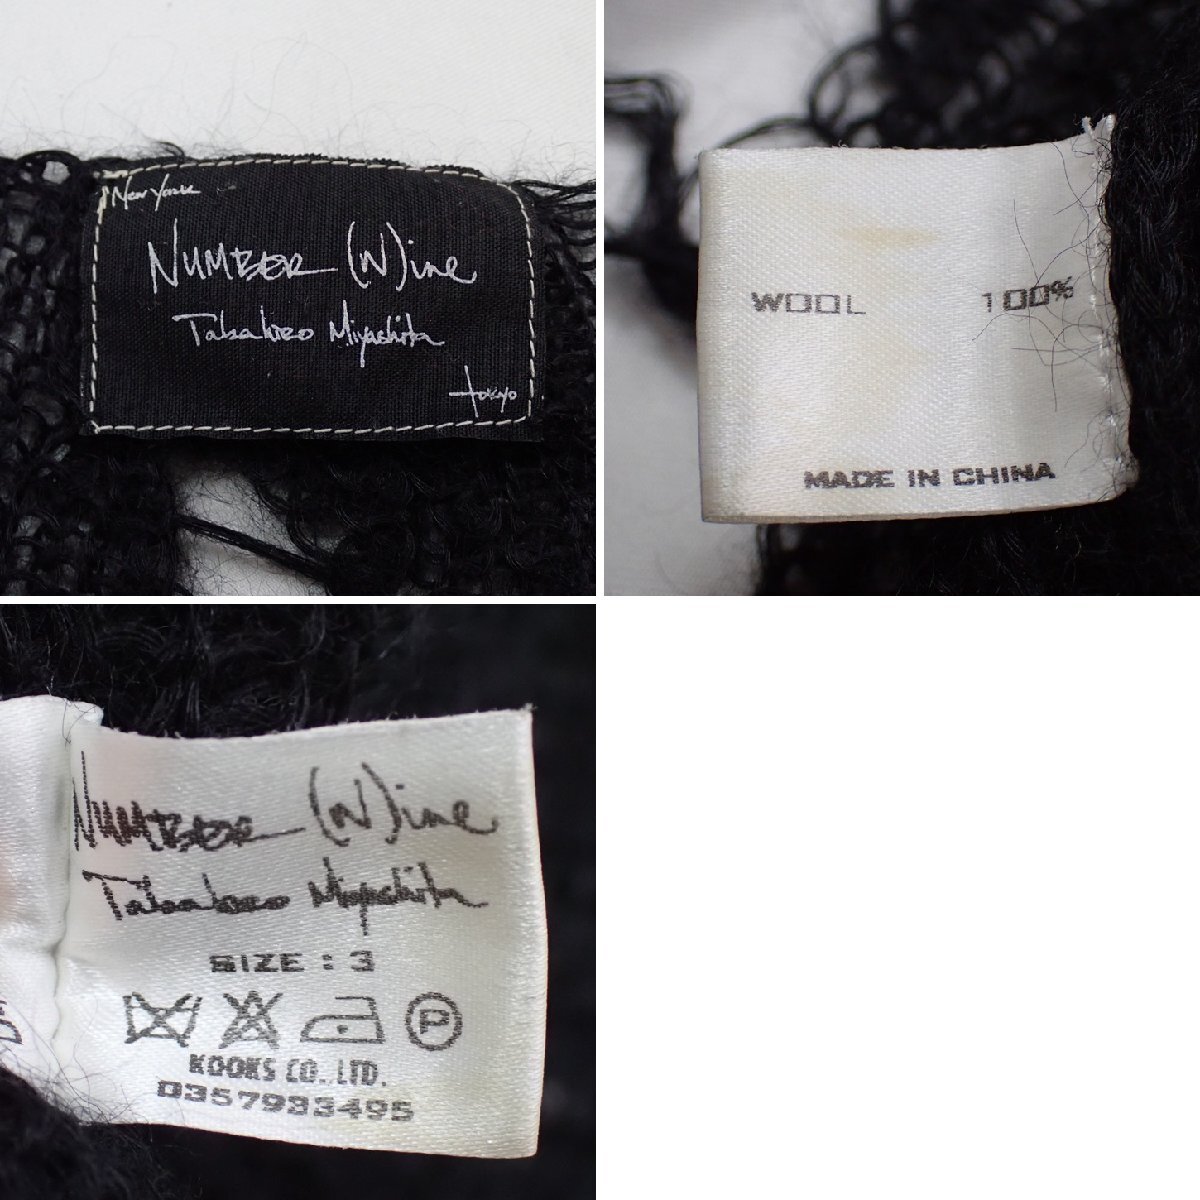 New York
NUMBER (N)ine
Takahiro Miyashita
tokyo
WOOL 100%
MADE IN CHINA
NUMBER (N)ine
Takahiro Miyashita
SIZE : 3
P
KOOKS CO., LTD.
0357933495